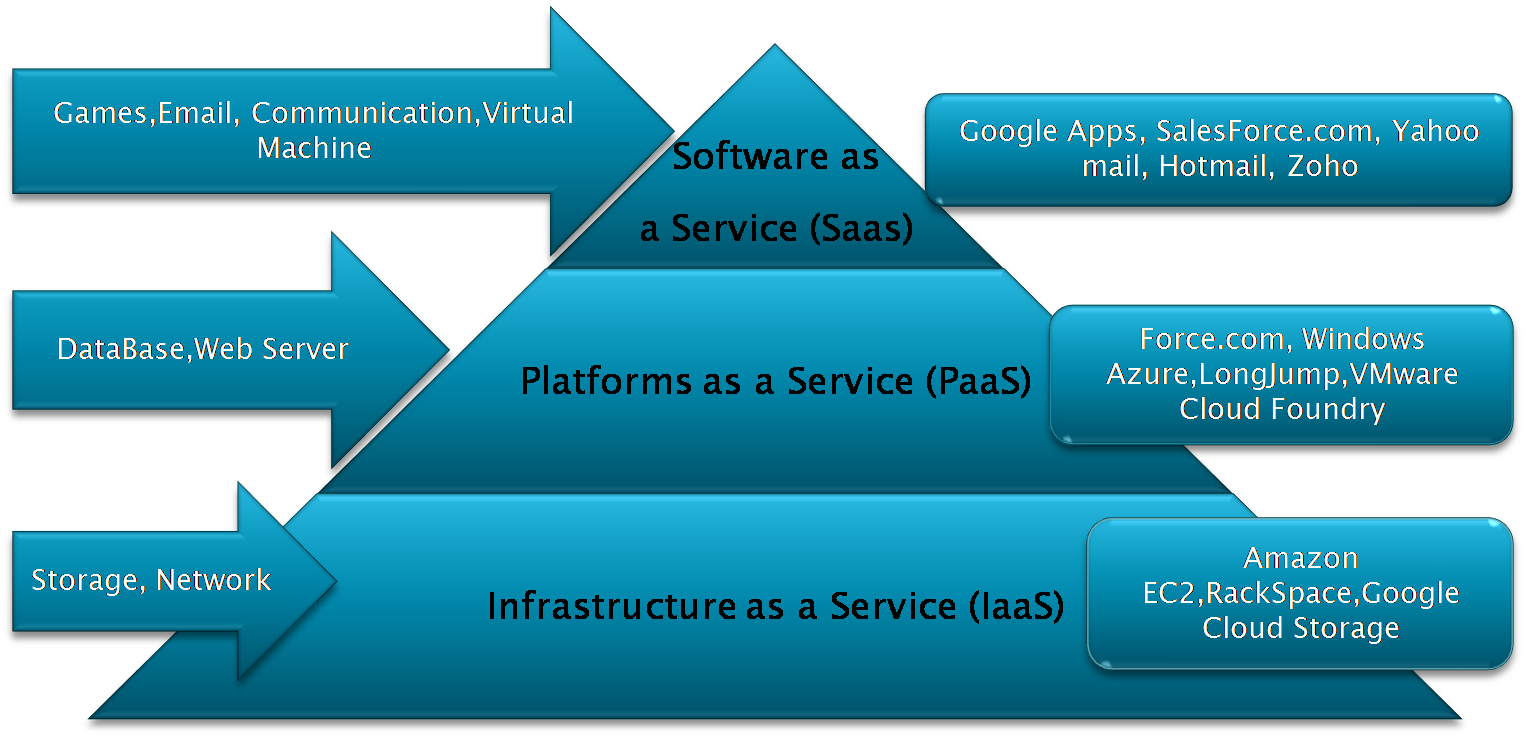 Games,Email, Communication,Virtual
Machine
Software as
a Service (Saas)
Google Apps, SalesForce.com, Yahoo
mail, Hotmail, Zoho
DataBase,Web Server
Platforms as a Service (PaaS)
Force.com, Windows
Azure,LongJump,VMware
Cloud Foundry
Storage, Network
Infrastructure as a Service (IaaS)
Amazon
EC2,RackSpace,Google
Cloud Storage